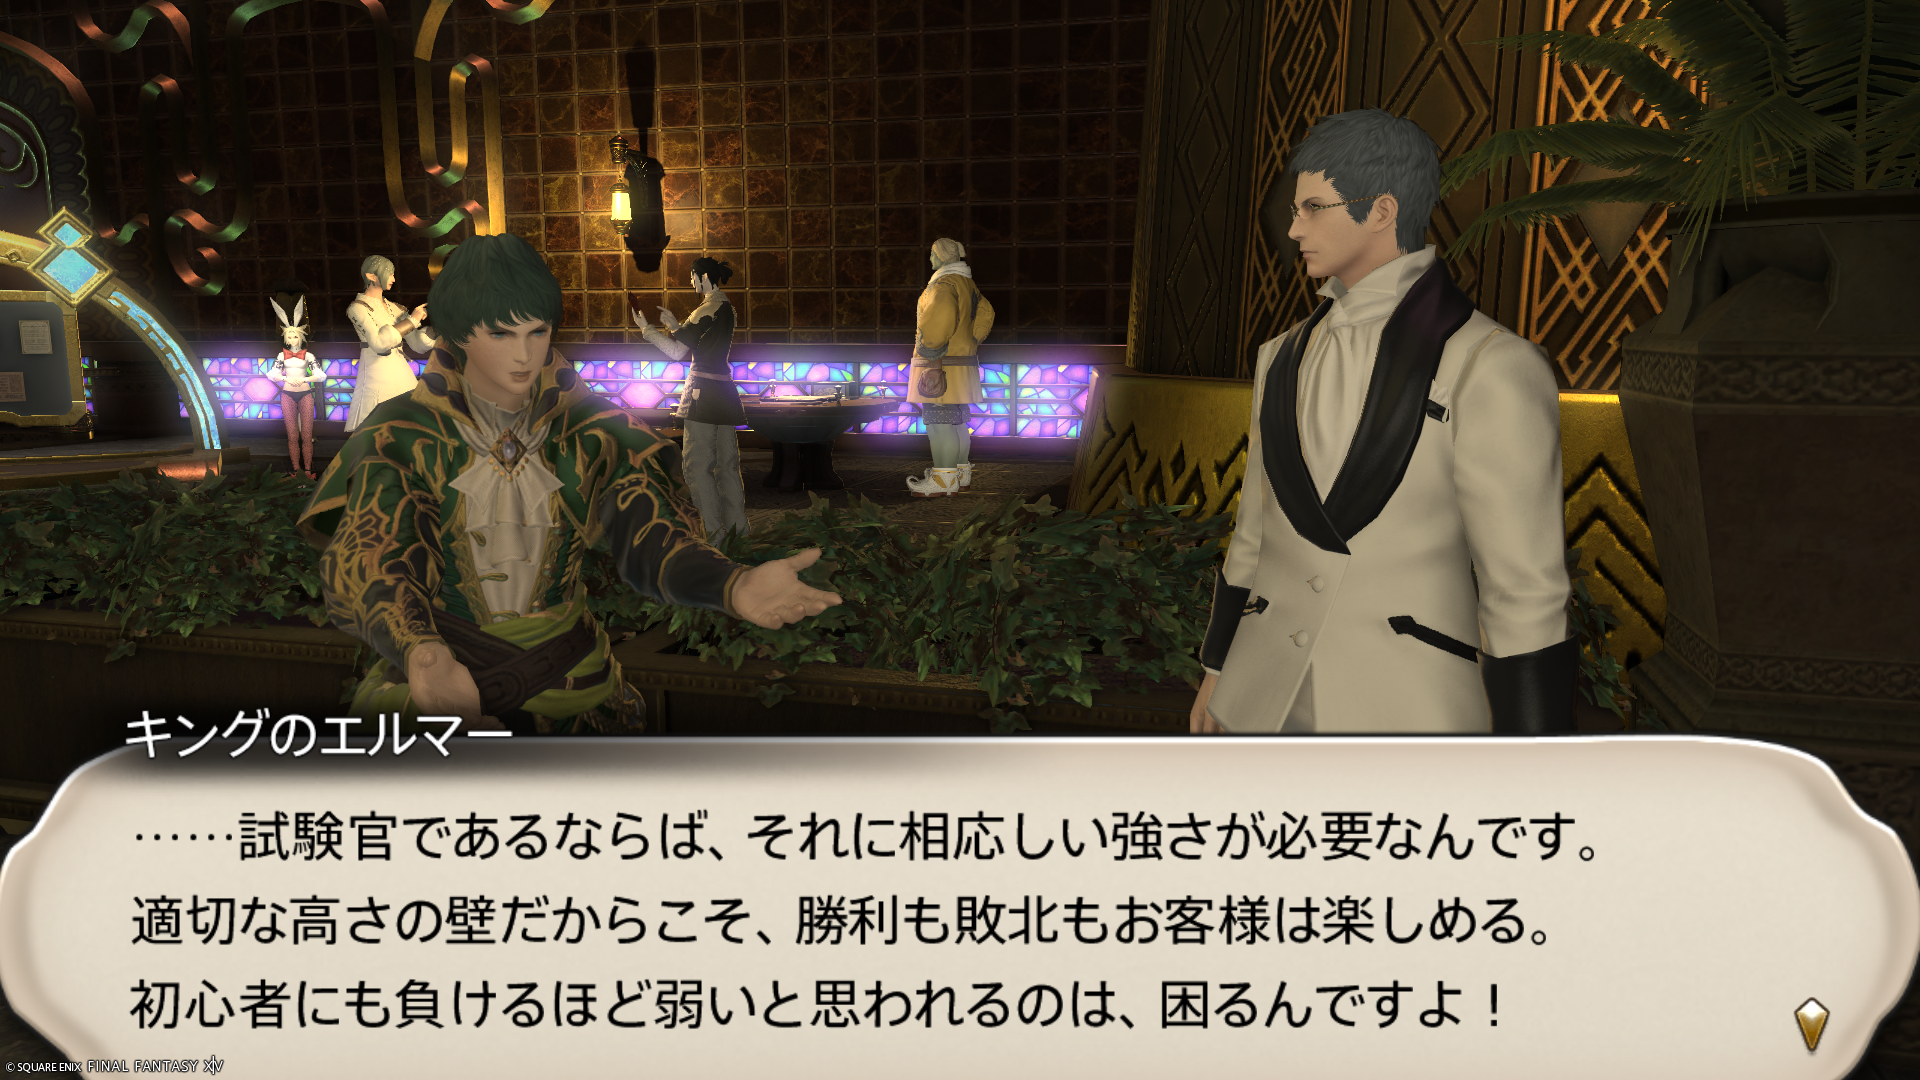 キングのエルマー
……試験官であるならば、それに相応しい強さが必要なんです。
適切な高さの壁だからこそ、勝利も敗北もお客様は楽しめる。
初心者にも負けるほど弱いと思われるのは、困るんですよ！
© SQUARE ENIX FINAL FANTASY XIV